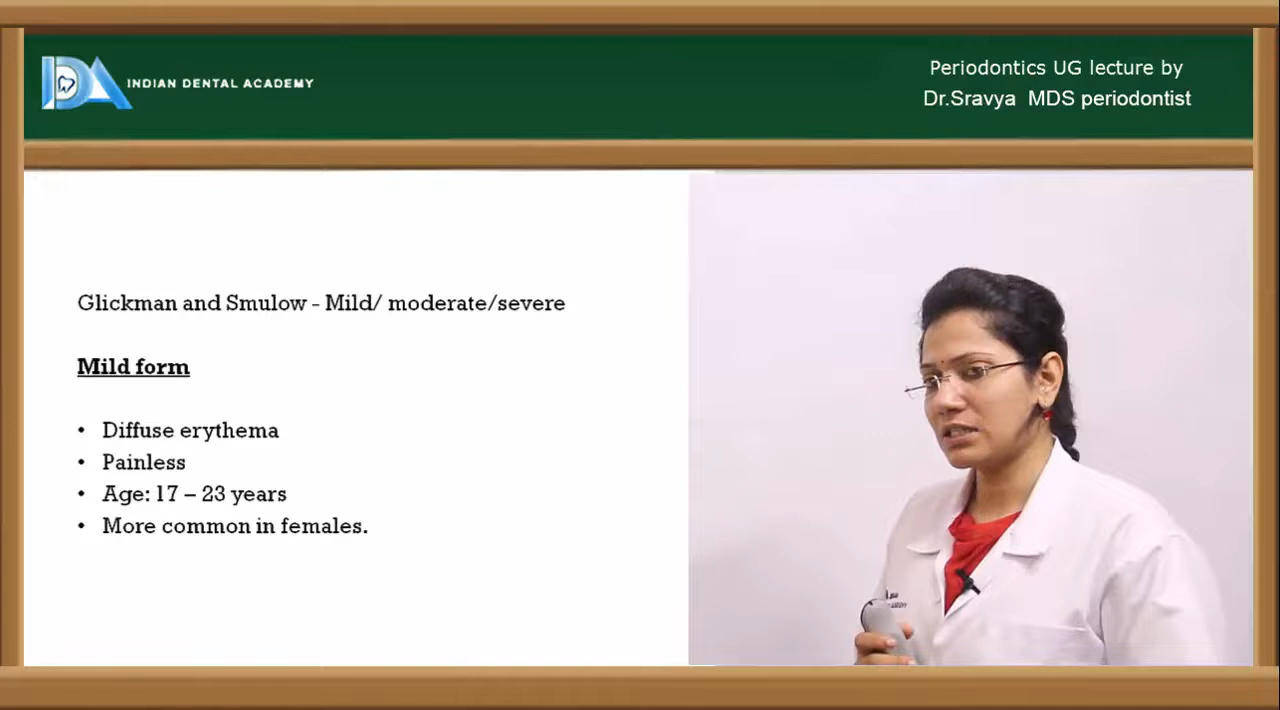 INDIAN DENTAL ACADEMY
Periodontics UG lecture by
Dr.Sravya MDS periodontist
Glickman and Smulow - Mild/ moderate/severe
Mild form
• Diffuse erythema
• Painless
• Age: 17 – 23 years
• More common in females.